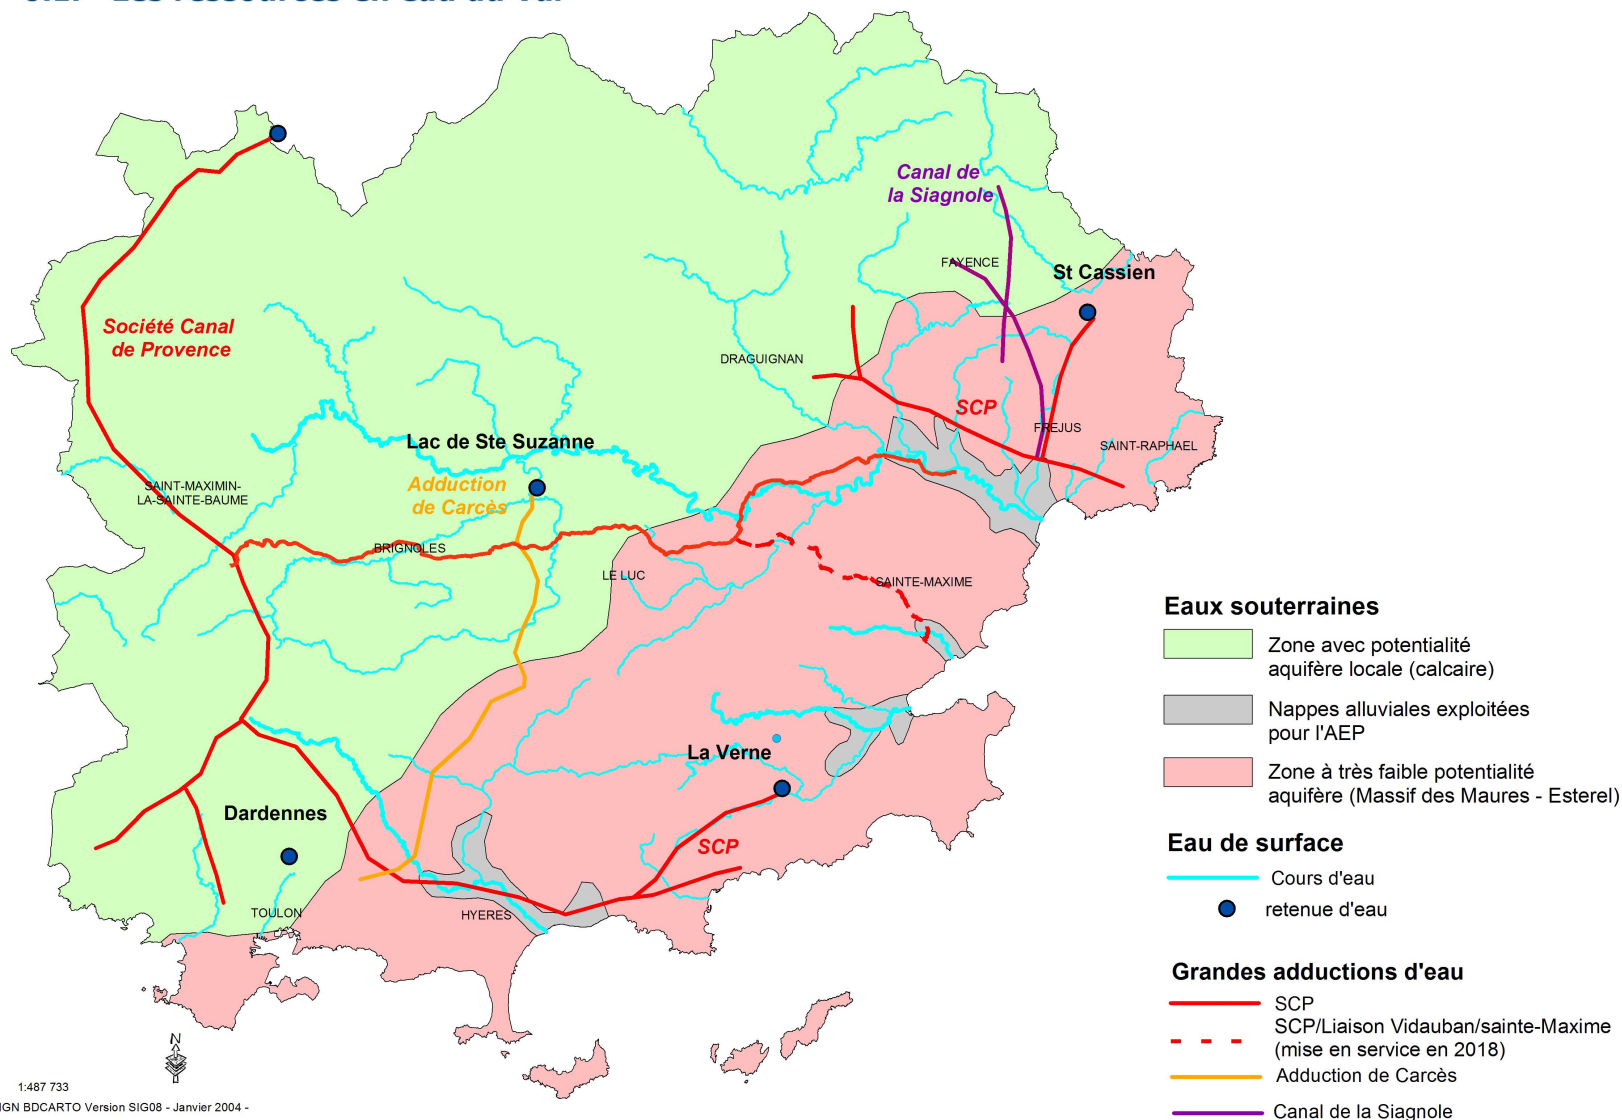 Canal de
la Siagnole
FAYENCE
St Cassien
Société Canal
de Provence
DRAGUIGNAN
SCP
FREJUS
SAINT-RAPHAEL
Lac de Ste Suzanne
Adduction
de Carcès
SAINT-MAXIMIN-
LA-SAINTE-BAUME
BRIGNOLES
LE LUC
SAINTE-MAXIME
La Verne
Dardennes
SCP
TOULON
HYERES
Eaux souterraines
Zone avec potentialité
aquifère locale (calcaire)
Nappes alluviales exploitées
pour l'AEP
Zone à très faible potentialité
aquifère (Massif des Maures - Esterel)
Eau de surface
Cours d'eau
retenue d'eau
Grandes adductions d'eau
SCP
SCP/Liaison Vidauban/sainte-Maxime
(mise en service en 2018)
Adduction de Carcès
Canal de la Siagnole
N
1:487 733
IGN BDCARTO Version SIG08 - Janvier 2004 -